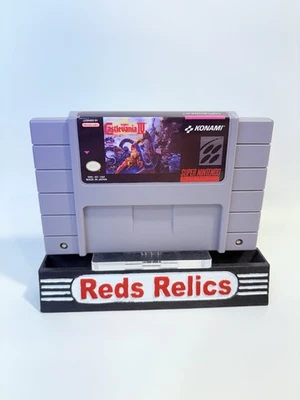 SUPER
Castlevania IV
KONAMI
SUPER NINTENDO
Reds Relics